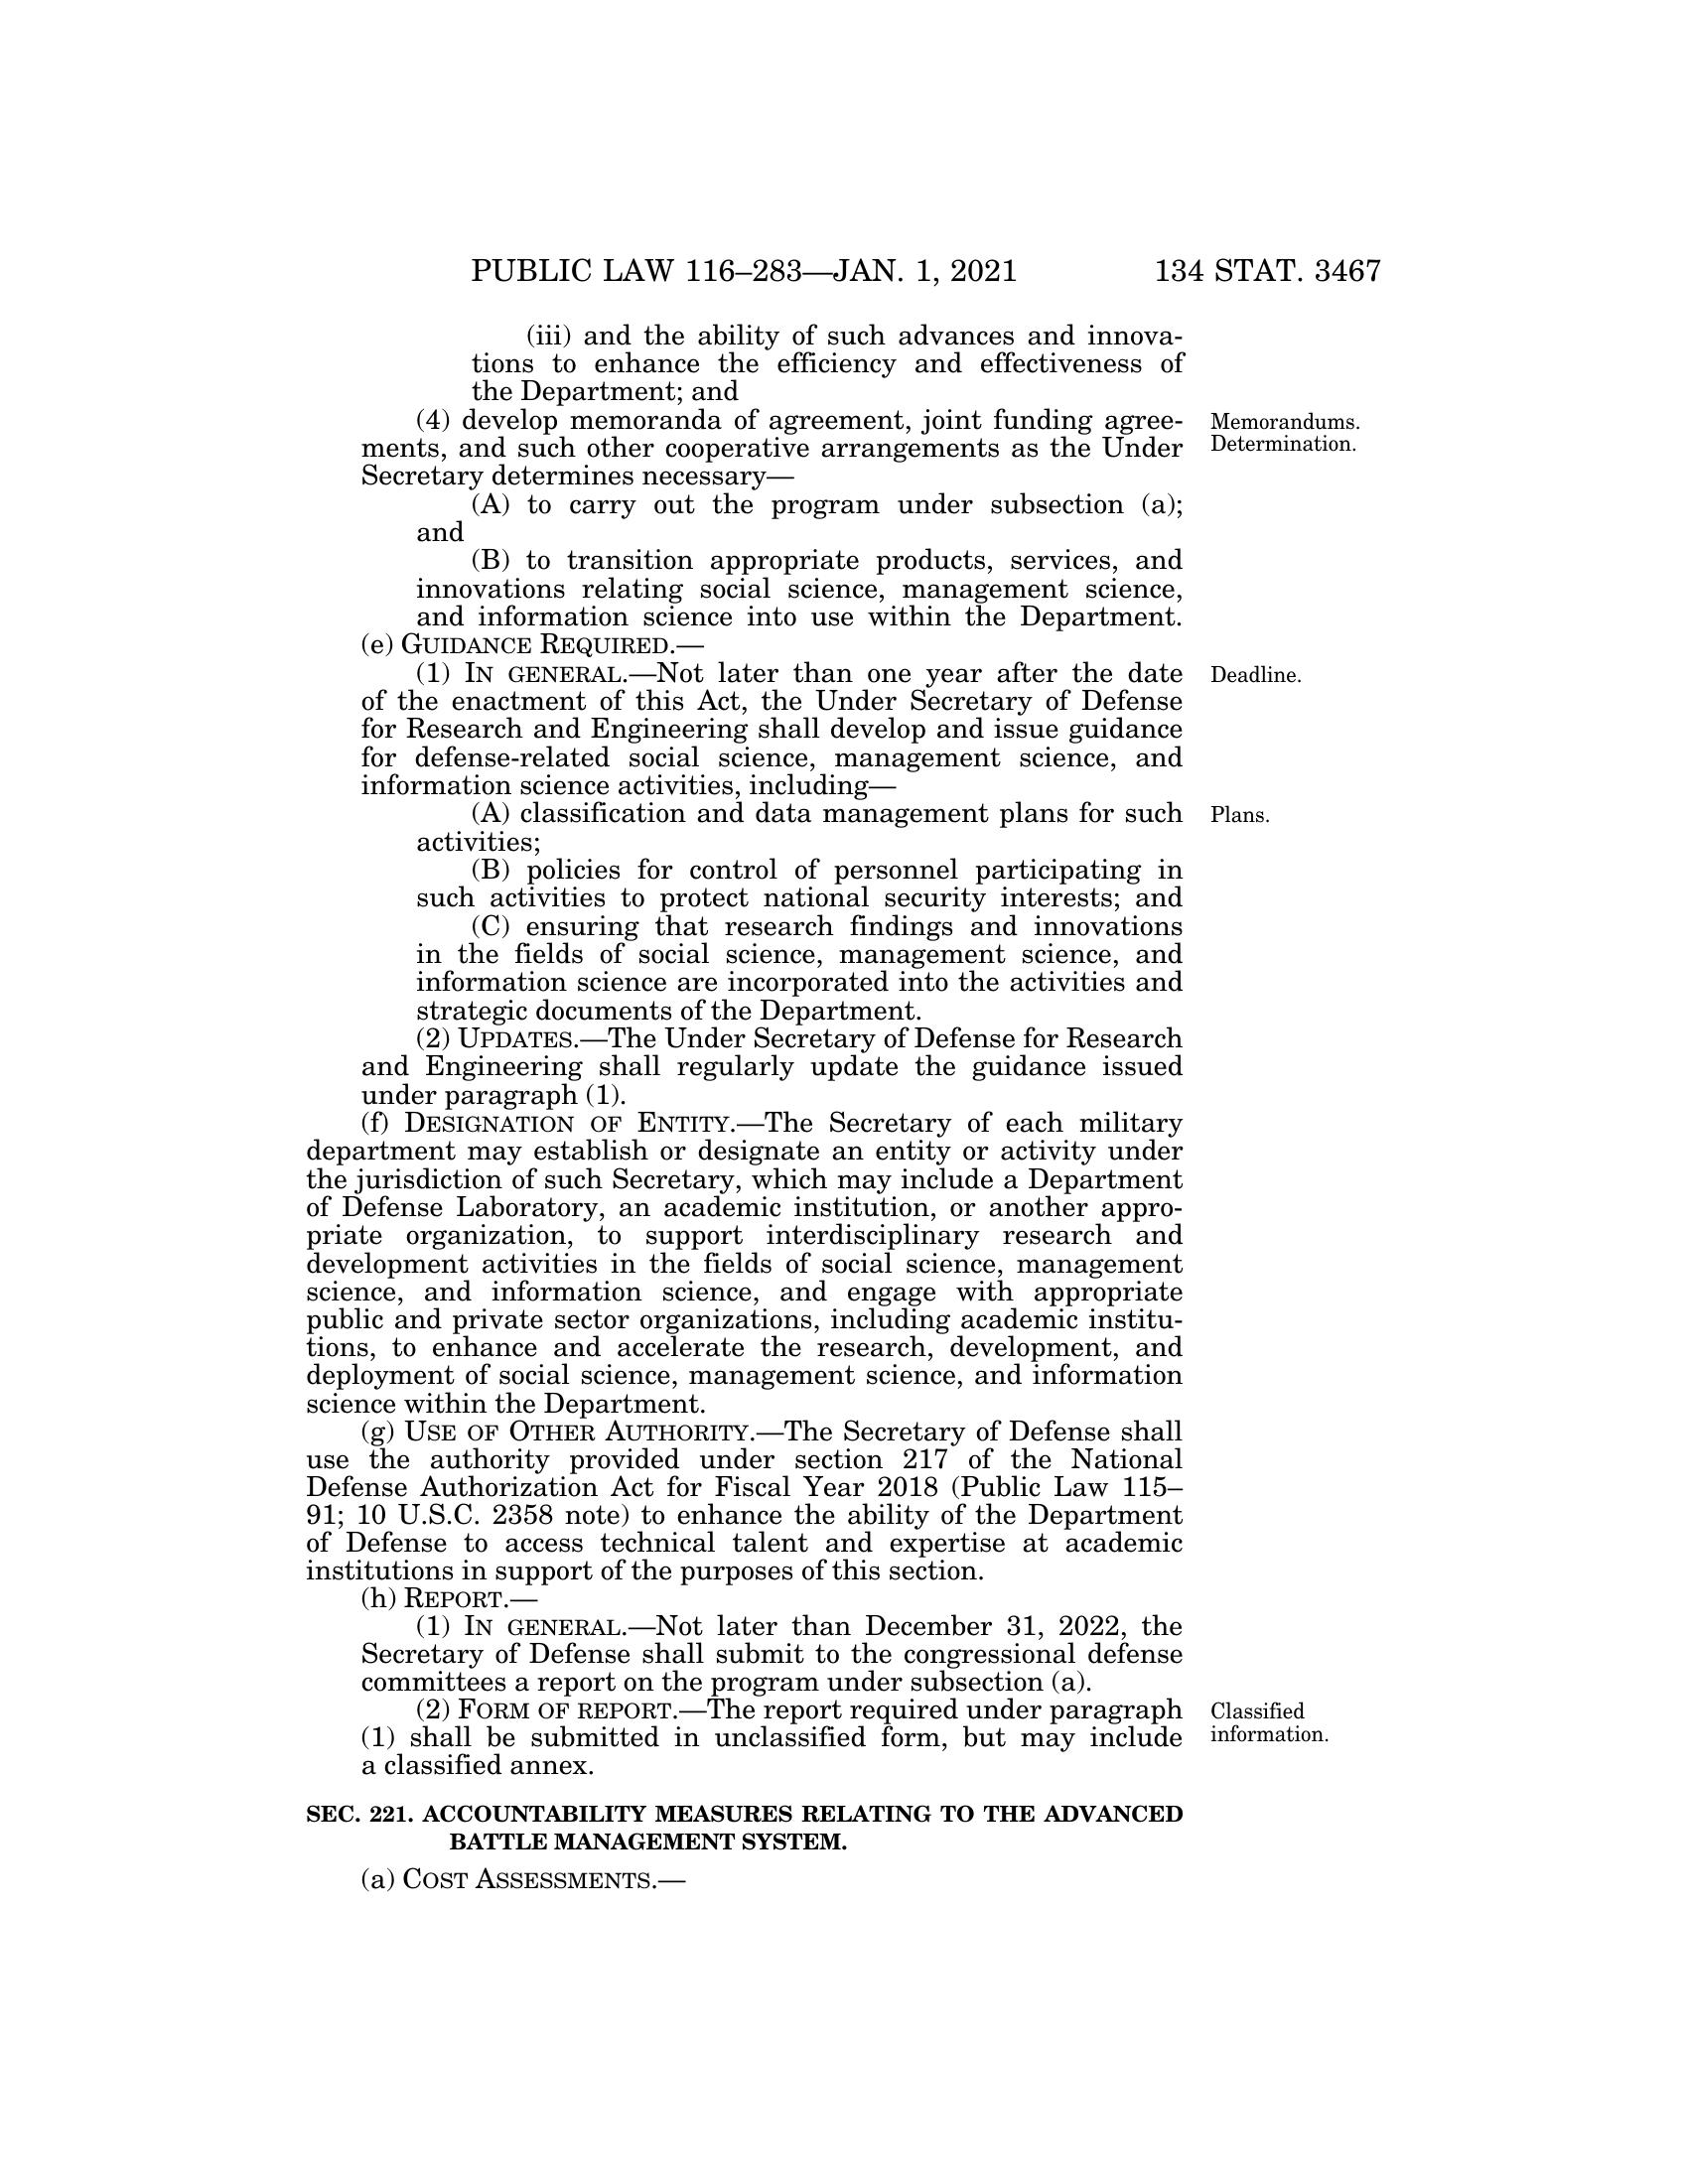 PUBLIC LAW 116–283—JAN. 1, 2021 134 STAT. 3467
(iii) and the ability of such advances and innova-
tions to enhance the efficiency and effectiveness of
the Department; and
(4) develop memoranda of agreement, joint funding agree-
ments, and such other cooperative arrangements as the Under
Secretary determines necessary—
Memorandums.
Determination.
(A) to carry out the program under subsection (a);
and
(B) to transition appropriate products, services, and
innovations relating social science, management science,
and information science into use within the Department.
(e) GUIDANCE REQUIRED.—
(1) IN GENERAL.—Not later than one year after the date
of the enactment of this Act, the Under Secretary of Defense
for Research and Engineering shall develop and issue guidance
for defense-related social science, management science, and
information science activities, including—
Deadline.
(A) classification and data management plans for such
activities;
Plans.
(B) policies for control of personnel participating in
such activities to protect national security interests; and
(C) ensuring that research findings and innovations
in the fields of social science, management science, and
information science are incorporated into the activities and
strategic documents of the Department.
(2) UPDATES.—The Under Secretary of Defense for Research
and Engineering shall regularly update the guidance issued
under paragraph (1).
(f) DESIGNATION OF ENTITY.—The Secretary of each military
department may establish or designate an entity or activity under
the jurisdiction of such Secretary, which may include a Department
of Defense Laboratory, an academic institution, or another appro-
priate organization, to support interdisciplinary research and
development activities in the fields of social science, management
science, and information science, and engage with appropriate
public and private sector organizations, including academic institu-
tions, to enhance and accelerate the research, development, and
deployment of social science, management science, and information
science within the Department.
(g) USE OF OTHER AUTHORITY.—The Secretary of Defense shall
use the authority provided under section 217 of the National
Defense Authorization Act for Fiscal Year 2018 (Public Law 115–
91; 10 U.S.C. 2358 note) to enhance the ability of the Department
of Defense to access technical talent and expertise at academic
institutions in support of the purposes of this section.
(h) REPORT.—
(1) IN GENERAL.—Not later than December 31, 2022, the
Secretary of Defense shall submit to the congressional defense
committees a report on the program under subsection (a).
(2) FORM OF REPORT.—The report required under paragraph
(1) shall be submitted in unclassified form, but may include
a classified annex.
Classified
information.
SEC. 221. ACCOUNTABILITY MEASURES RELATING TO THE ADVANCED
BATTLE MANAGEMENT SYSTEM.
(a) COST ASSESSMENTS.—